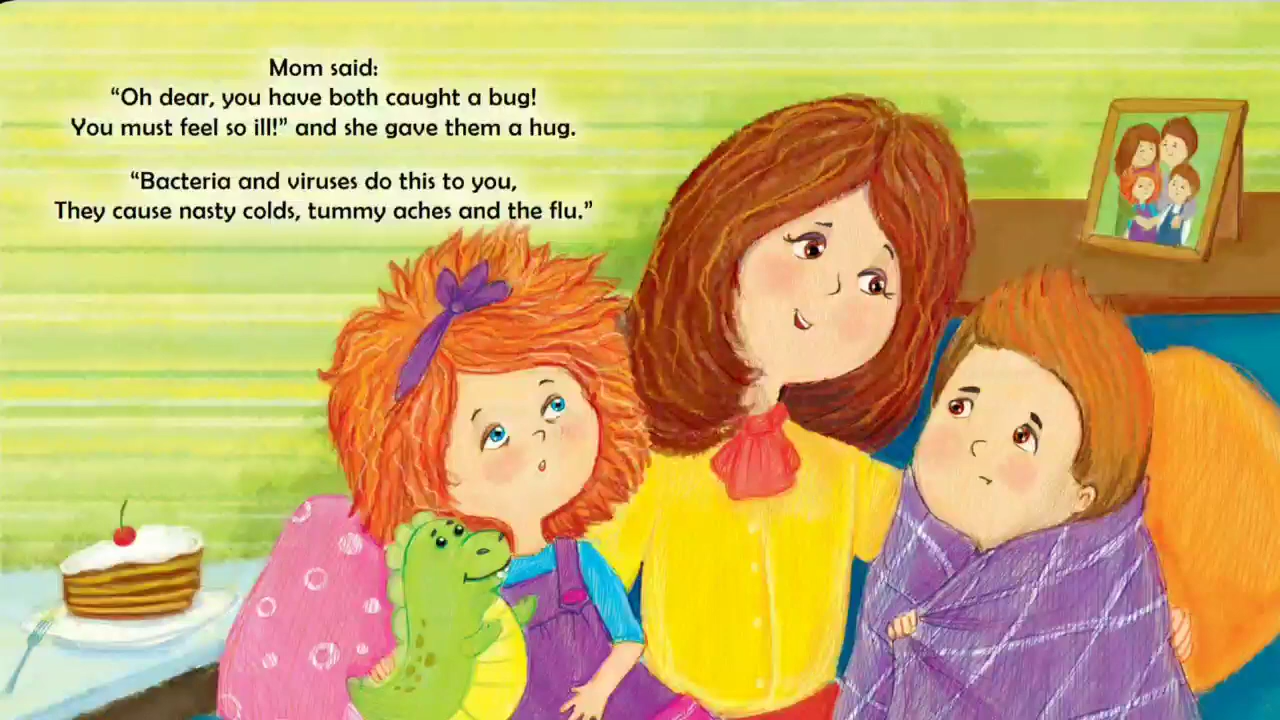 Mom said:
“Oh dear, you have both caught a bug!
You must feel so ill!” and she gave them a hug.
“Bacteria and viruses do this to you,
They cause nasty colds, tummy aches and the flu.”